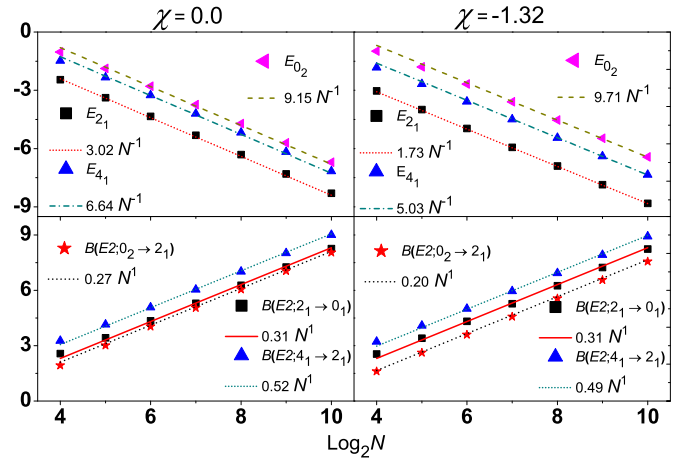 χ = 0.0
χ = -1.32
0
-3
-6
-9
E₀₂
9.15 N⁻¹
E₂₁
3.02 N⁻¹
E₄₁
6.64 N⁻¹
E₀₂
9.71 N⁻¹
E₂₁
1.73 N⁻¹
E₄₁
5.03 N⁻¹
9
6
3
0
B(E2;0₂→2₁)
0.27 N¹
B(E2;2₁→0₁)
0.31 N¹
B(E2;4₁→2₁)
0.52 N¹
B(E2;0₂→2₁)
0.20 N¹
B(E2;2₁→0₁)
0.31 N¹
B(E2;4₁→2₁)
0.49 N¹
4 6 8 10 4 6 8 10
Log₂N